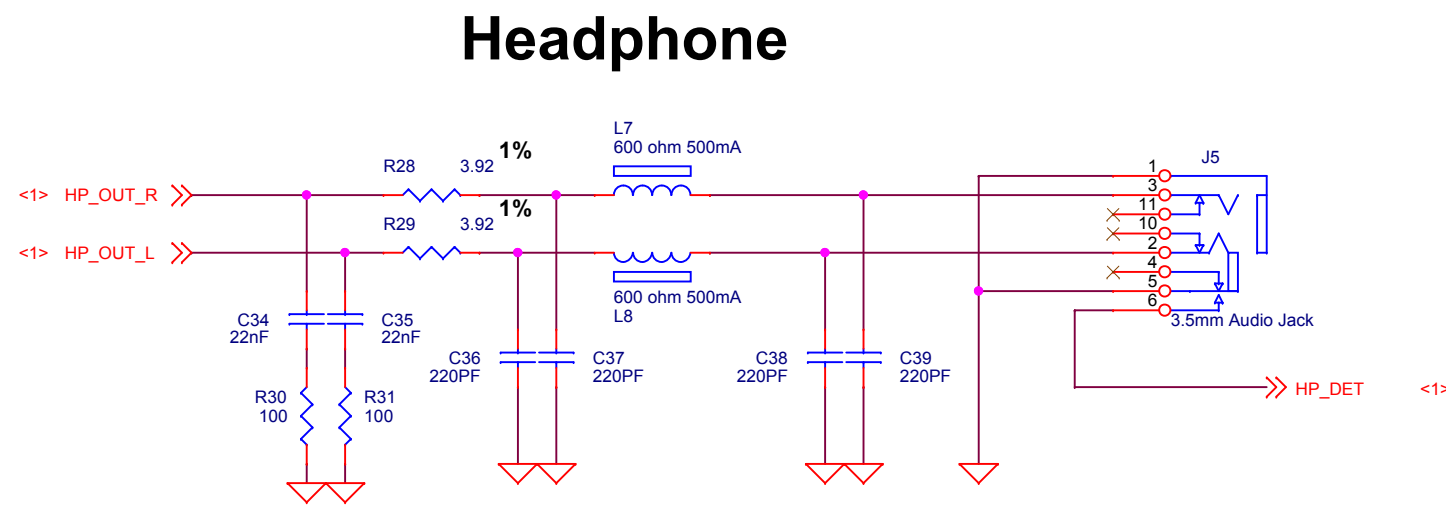 Headphone
L7
600 ohm 500mA
1%
R28 3.92
<1> HP_OUT_R
1%
R29 3.92
<1> HP_OUT_L
600 ohm 500mA
L8
J5
1
3
11
10
2
4
5
6
3.5mm Audio Jack
C34
22nF
C35
22nF
C36
220PF
C37
220PF
C38
220PF
C39
220PF
R30
100
R31
100
HP_DET <1>